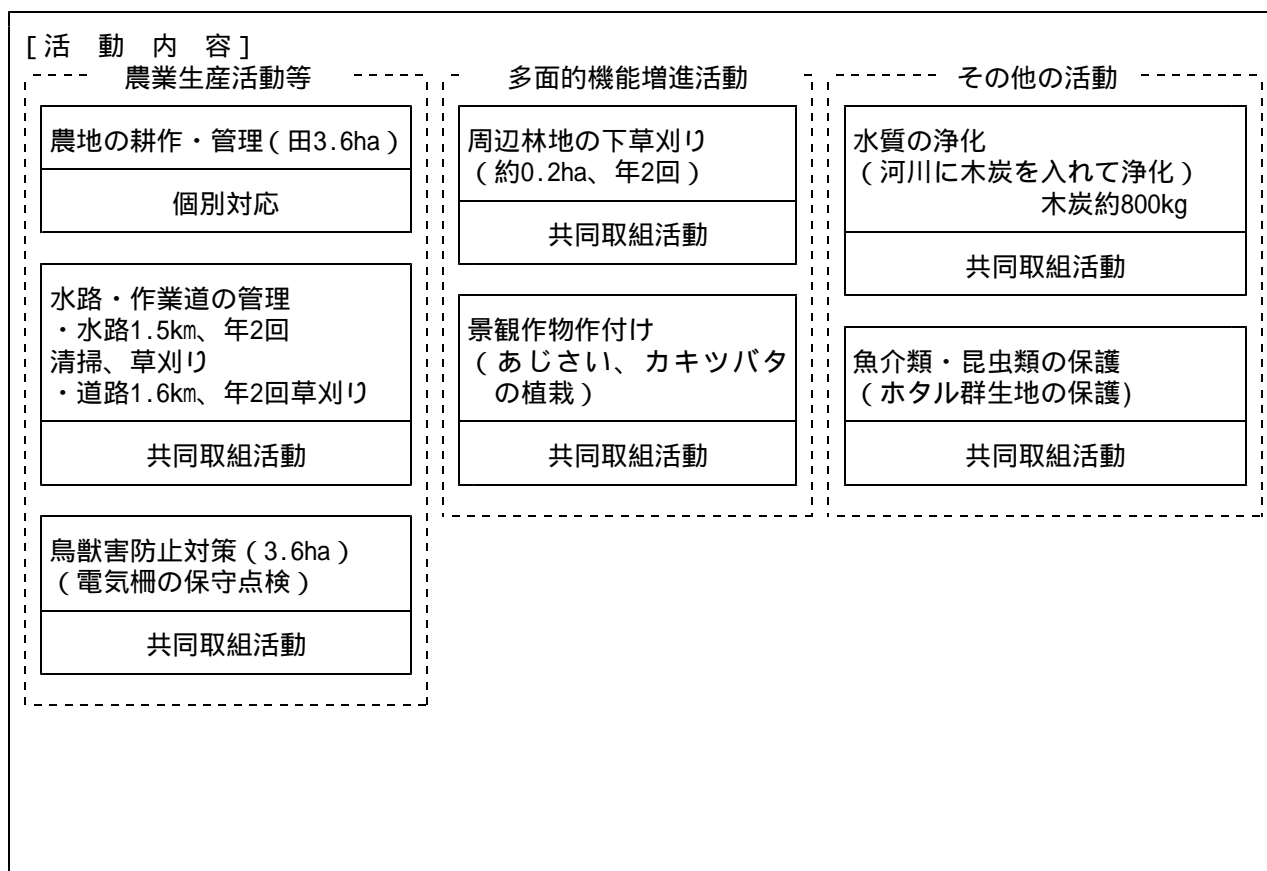 [活 動 内 容]
農業生産活動等
農地の耕作・管理(田3.6ha)
個別対応
水路・作業道の管理
・水路1.5㎞、年2回
清掃、草刈り
・道路1.6㎞、年2回草刈り
共同取組活動
鳥獣害防止対策(3.6ha)
(電気柵の保守点検)
共同取組活動
多面的機能増進活動
周辺林地の下草刈り
(約0.2ha、年2回)
共同取組活動
景観作物作付け
(あじさい、カキツバタ
の植栽)
共同取組活動
その他の活動
水質の浄化
(河川に木炭を入れて浄化)
木炭約800kg
共同取組活動
魚介類・昆虫類の保護
(ホタル群生地の保護)
共同取組活動